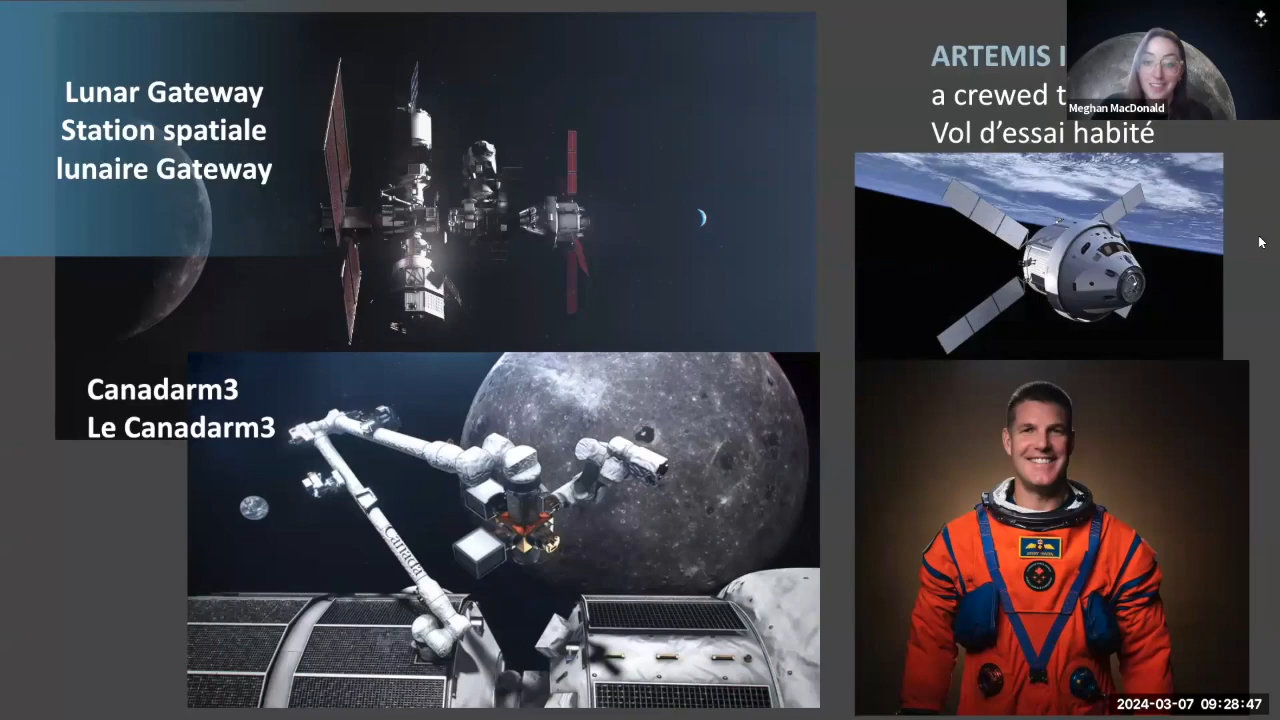 Lunar Gateway
Station spatiale
lunaire Gateway
ARTEMIS I
a crewed t
Vol d’essai habité
Meghan MacDonald
Canadarm3
Le Canadarm3
Canada
2024-03-07 09:28:47